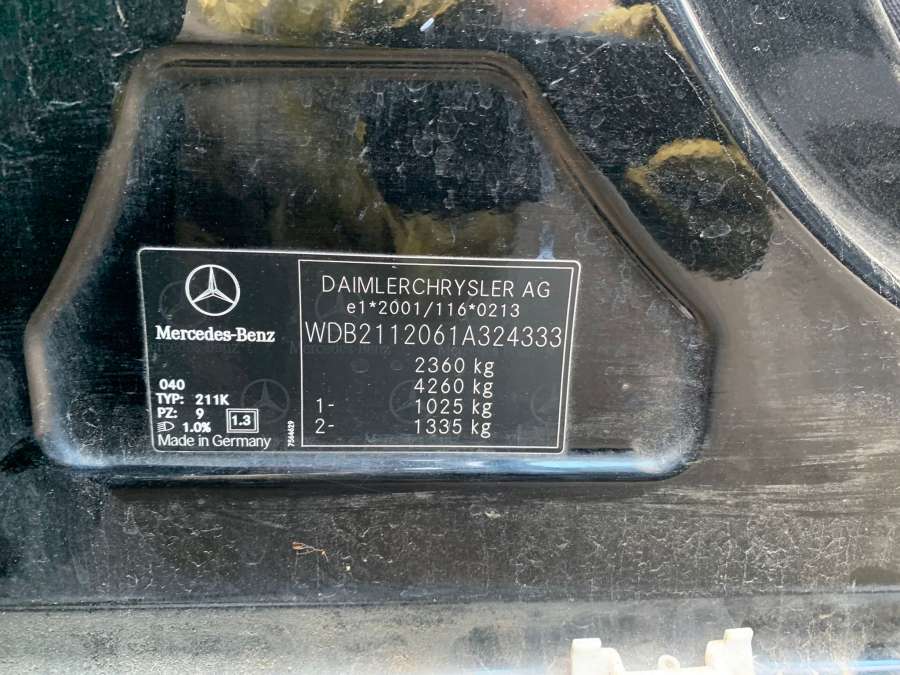 Mercedes-Benz
040
TYP: 211K
PZ: 9
1.0% 1.3
Made in Germany
7564629
DAIMLERCHRYSLER AG
e1*2001/116*0213
WDB2112061A324333
2360 kg
4260 kg
1- 1025 kg
2- 1335 kg